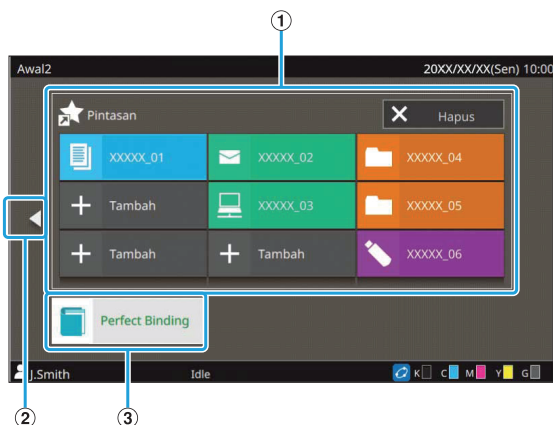 1
Awal2 20XX/XX/XX(Sen) 10:00
Pintasan Hapus
XXXXX_01 XXXXX_02 XXXXX_04
Tambah XXXXX_03 XXXXX_05
Tambah Tambah XXXXX_06
Perfect Binding
J.Smith Idle K C M Y G
2 3